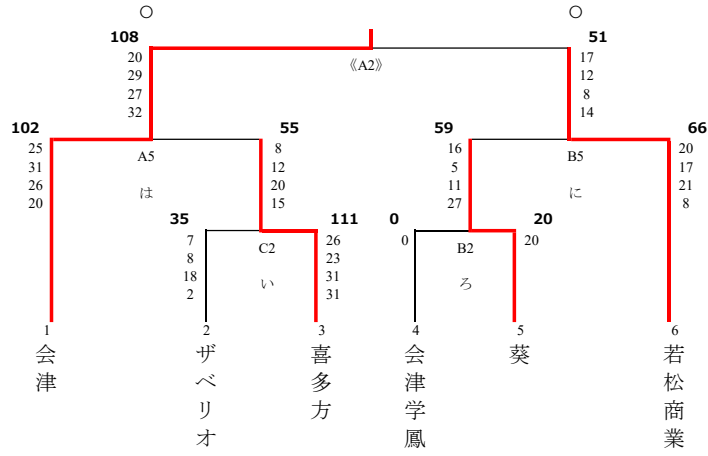 ○ ○
108 51
20 17
29 《A2》 12
27 8
32 14
102 55 59 66
25 8 16 20
31 A5 12 5 B5 17
26 20 11 21
20 は 15 27 に 8
35 111 0 20
7 26 0 20
8 C2 23 B2
18 い 31 ろ
2 31
1 2 3 4 5 6
会津
ザベリオ
喜多方
会津学鳳
葵
若松商業